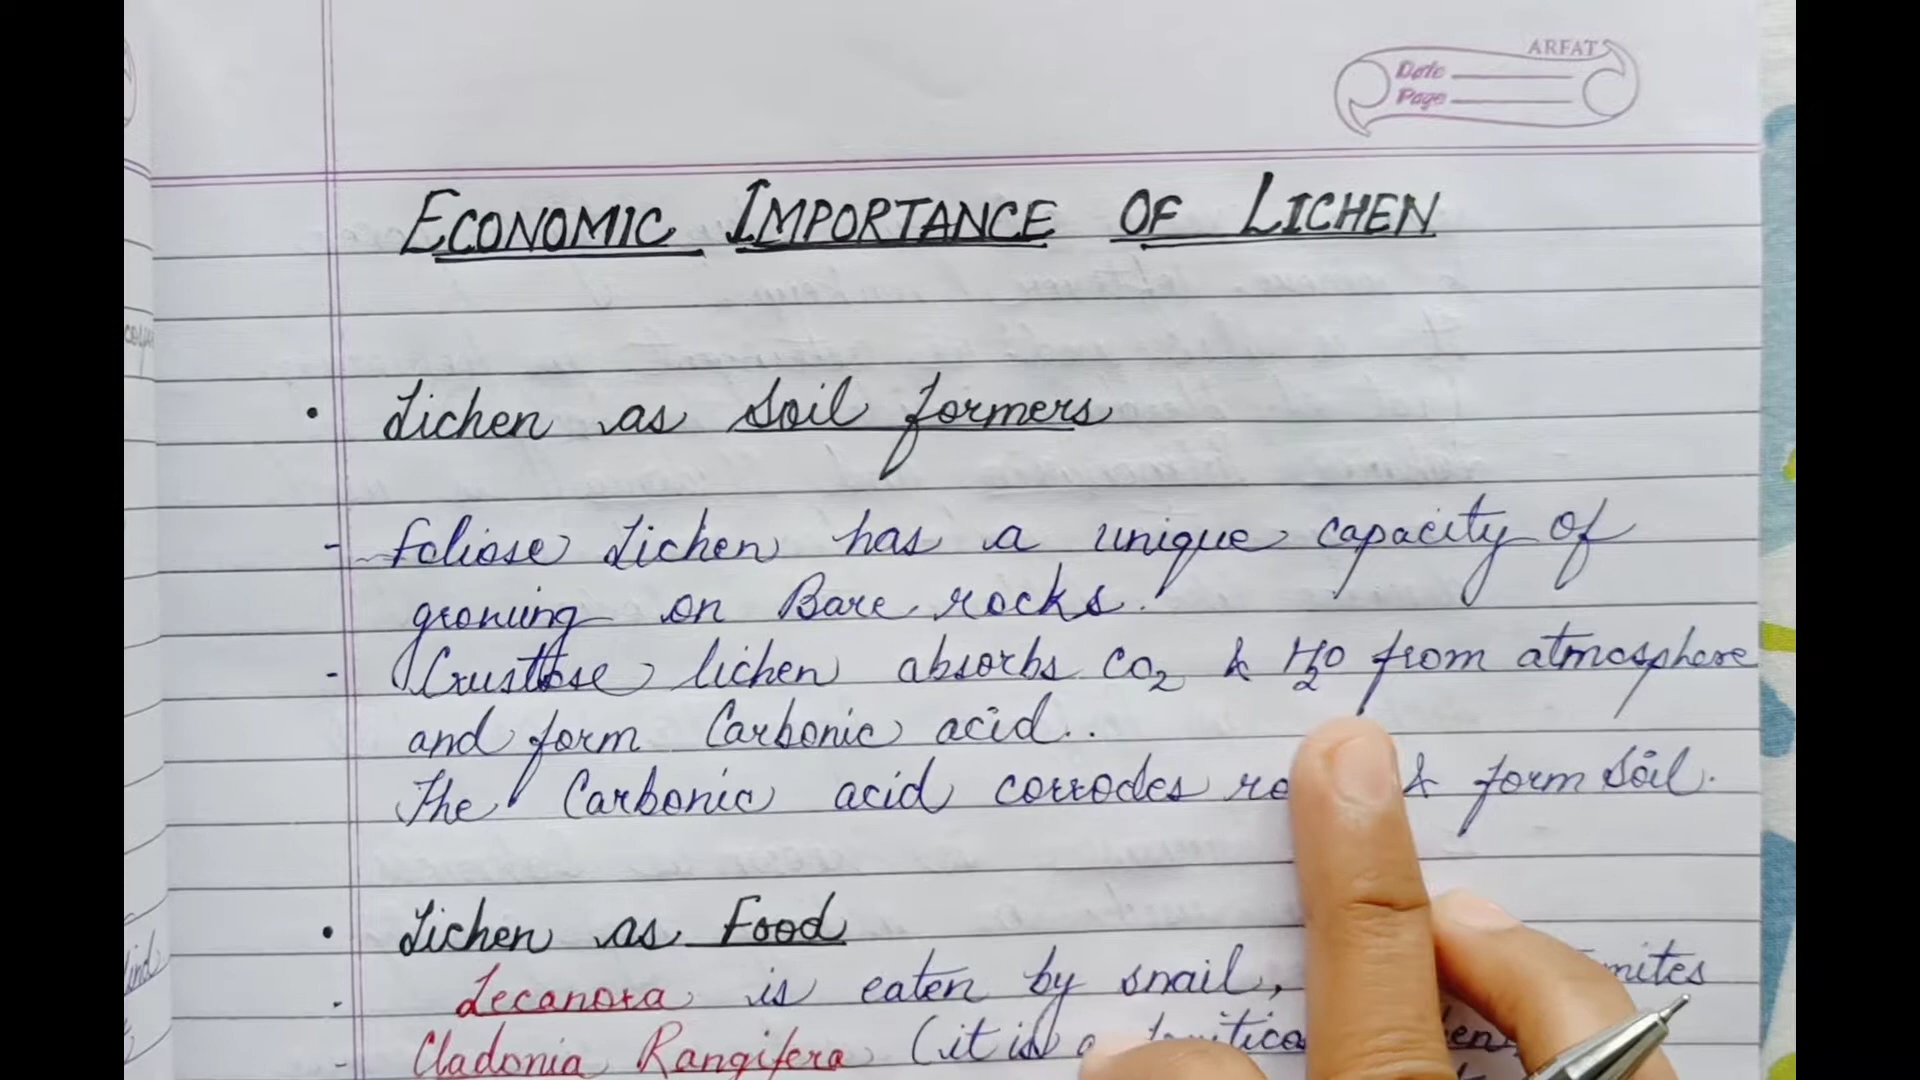 ARFAT
Date
Page
ECONOMIC IMPORTANCE OF LICHEN
• Lichen as Soil formers
- Foliose Lichen has a unique capacity of
growing on Bare rocks.
- Crustose lichen absorbs CO2 & H2O from atmosphere
and form Carbonic acid..
The Carbonic acid corrodes & form soil.
• Lichen as Food
- Lecanora is eaten by snail,
- Cladonia Rangifera (it is a